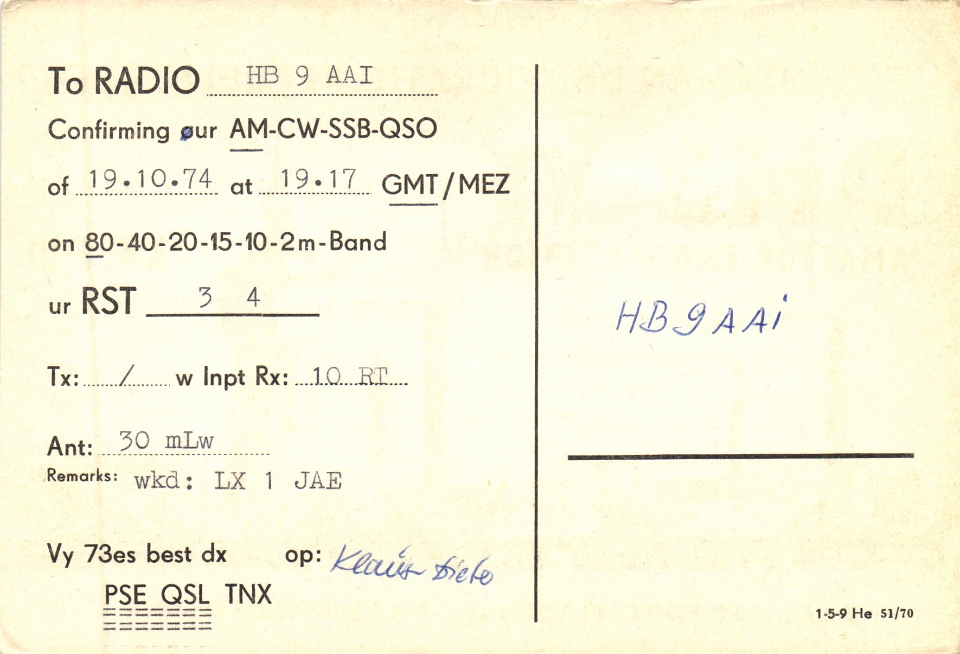 To RADIO HB 9 AAI
Confirming our AM-CW-SSB-QSO
of 19.10.74 at 19.17 GMT/MEZ
on 80-40-20-15-10-2m-Band
ur RST 3 4
Tx: / w Inpt Rx: 10 RT
Ant: 30 mLw
Remarks: wkd: LX 1 JAE
Vy 73es best dx op: Klaus Dieter
PSE QSL TNX
HB9AAi
1-5-9 He 51/70